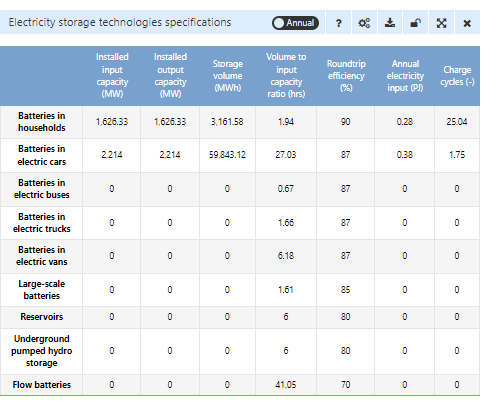 Electricity storage technologies specifications Annual ?
Installed input capacity (MW) Installed output capacity (MW) Storage volume (MWh) Volume to input capacity ratio (hrs) Roundtrip efficiency (%) Annual electricity input (PJ) Charge cycles (-)
Batteries in households 1,626.33 1,626.33 3,161.58 1.94 90 0.28 25.04
Batteries in electric cars 2,214 2,214 59,843.12 27.03 87 0.38 1.75
Batteries in electric buses 0 0 0 0.67 87 0 0
Batteries in electric trucks 0 0 0 1.66 87 0 0
Batteries in electric vans 0 0 0 6.18 87 0 0
Large-scale batteries 0 0 0 1.61 85 0 0
Reservoirs 0 0 0 6 80 0 0
Underground pumped hydro storage 0 0 0 6 80 0 0
Flow batteries 0 0 0 41.05 70 0 0